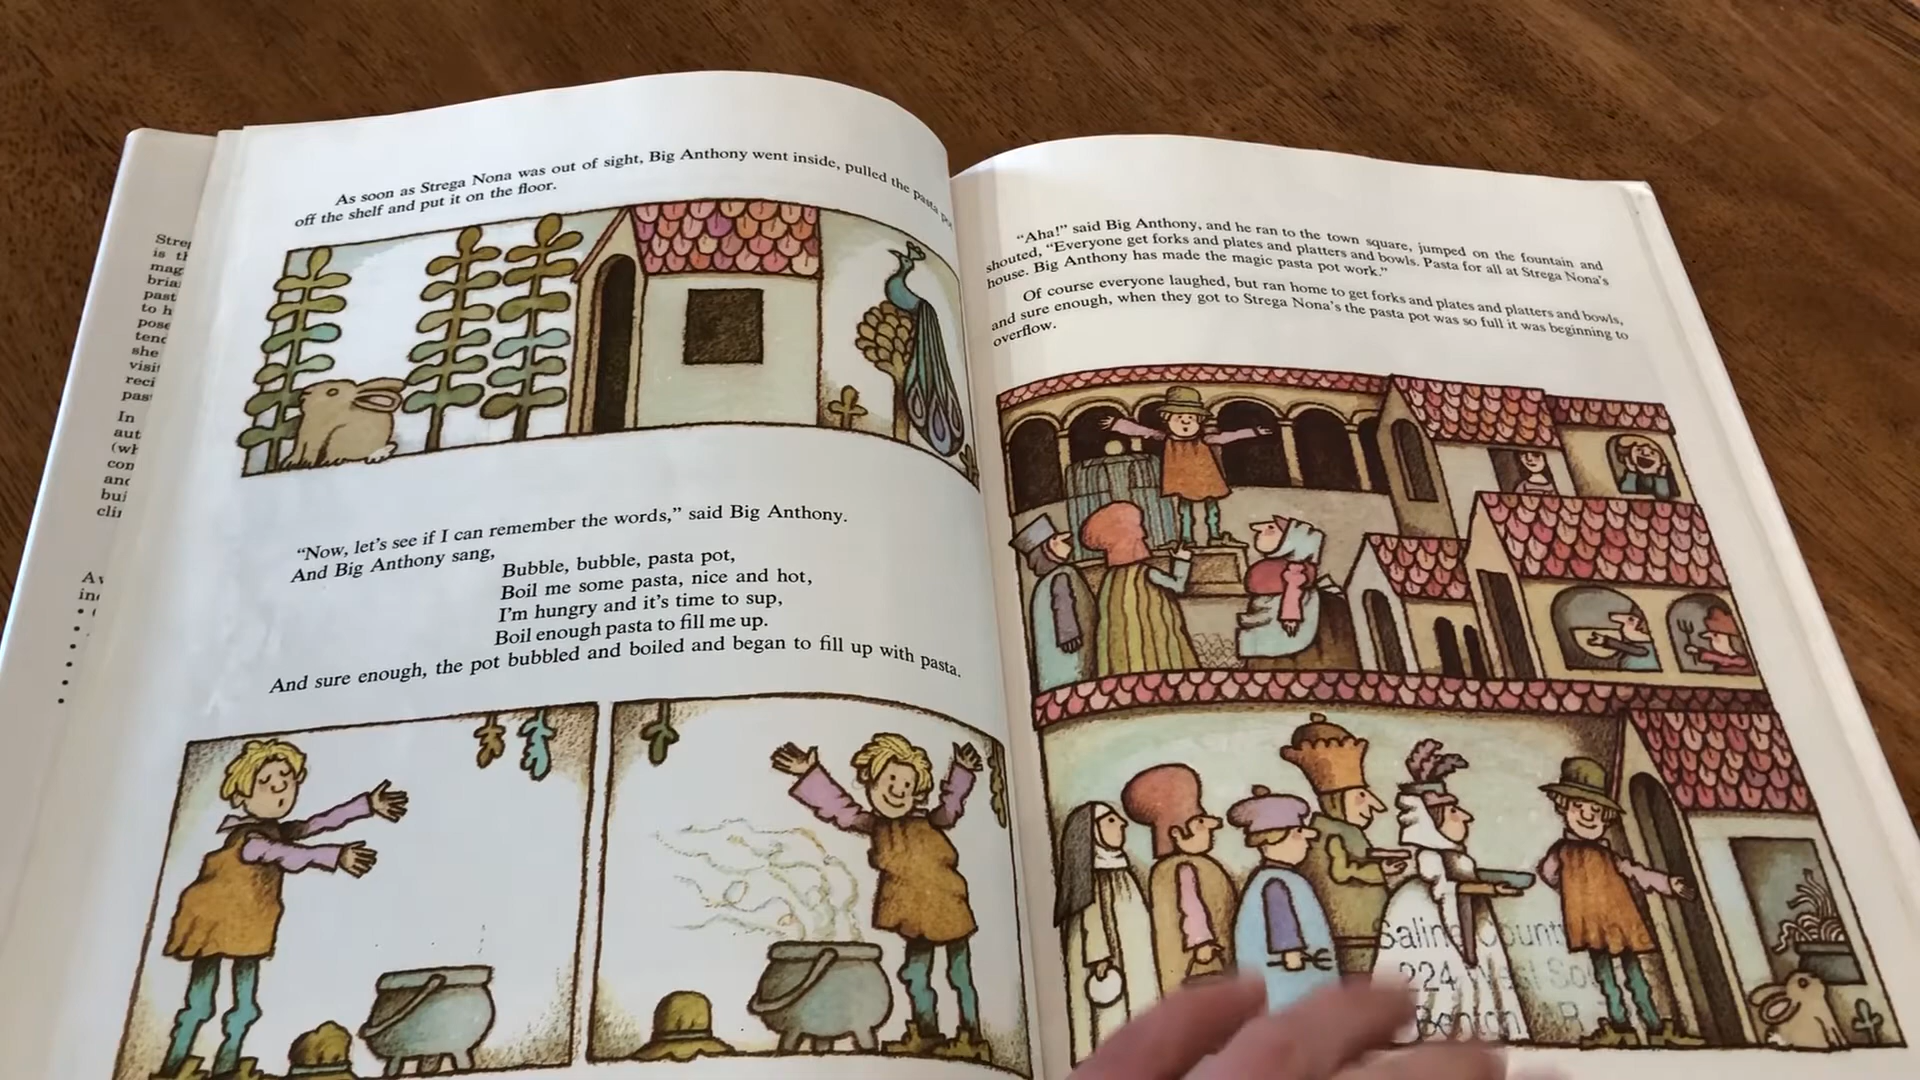 As soon as Strega Nona was out of sight, Big Anthony went inside, pulled the pasta
off the shelf and put it on the floor.
“Now, let’s see if I can remember the words,” said Big Anthony.
And Big Anthony sang,
Bubble, bubble, pasta pot,
Boil me some pasta, nice and hot,
I’m hungry and it’s time to sup,
Boil enough pasta to fill me up.
And sure enough, the pot bubbled and boiled and began to fill up with pasta.
“Aha!” said Big Anthony, and he ran to the town square, jumped on the fountain and
shouted, “Everyone get forks and plates and platters and bowls. Pasta for all at Strega Nona’s
house. Big Anthony has made the magic pasta pot work.”
Of course everyone laughed, but ran home to get forks and plates and platters and bowls,
and sure enough, when they got to Strega Nona’s the pasta pot was so full it was beginning to
overflow.
is
to
she
In
Saline
224 West
Benton